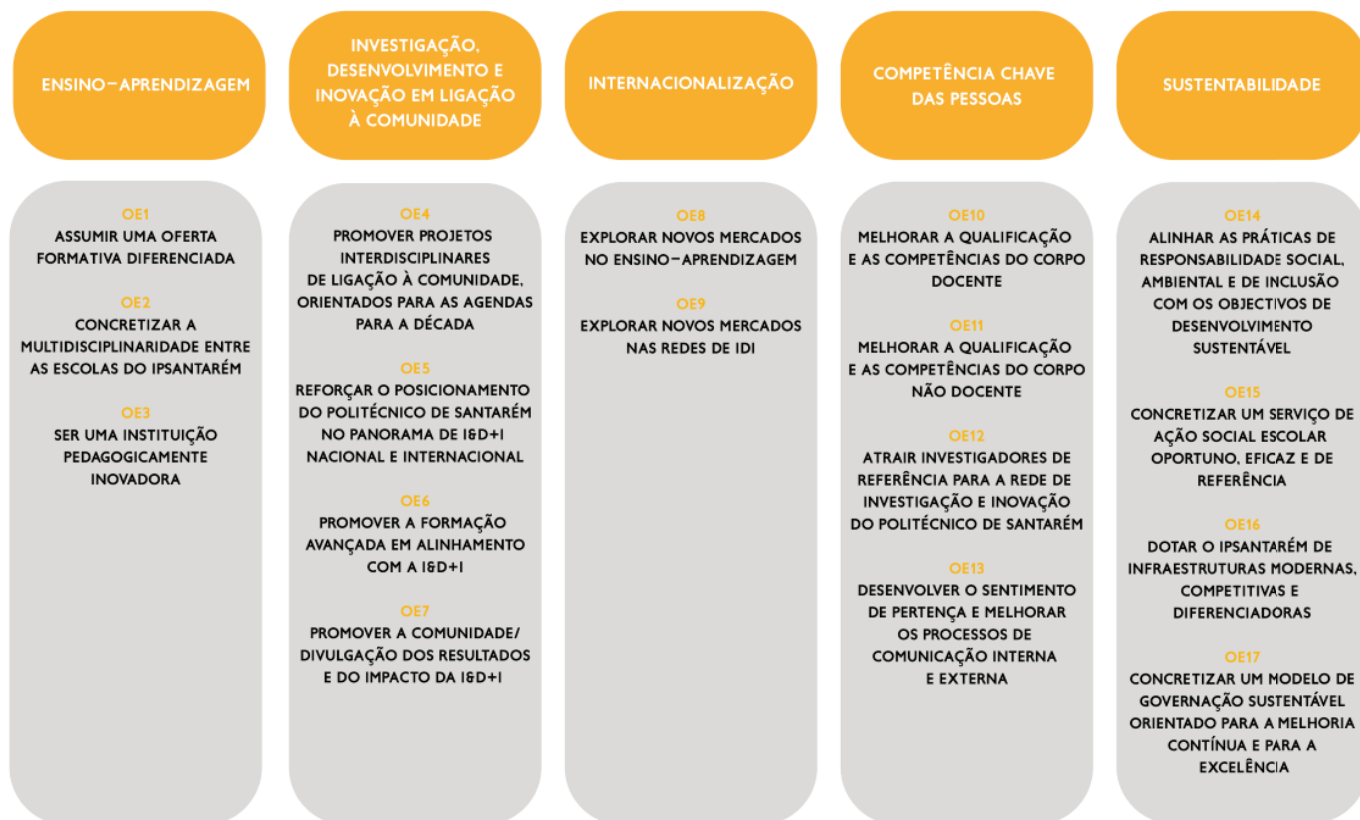 ENSINO-APRENDIZAGEM
INVESTIGAÇÃO,
DESENVOLVIMENTO E
INOVAÇÃO EM LIGAÇÃO
À COMUNIDADE
INTERNACIONALIZAÇÃO
COMPETÊNCIA CHAVE
DAS PESSOAS
SUSTENTABILIDADE
OE1
ASSUMIR UMA OFERTA
FORMATIVA DIFERENCIADA
OE2
CONCRETIZAR A
MULTIDISCIPLINARIDADE ENTRE
AS ESCOLAS DO IPSANTARÉM
OE3
SER UMA INSTITUIÇÃO
PEDAGOGICAMENTE
INOVADORA
OE4
PROMOVER PROJETOS
INTERDISCIPLINARES
DE LIGAÇÃO À COMUNIDADE,
ORIENTADOS PARA AS AGENDAS
PARA A DÉCADA
OE5
REFORÇAR O POSICIONAMENTO
DO POLITÉCNICO DE SANTARÉM
NO PANORAMA DE I&D+I
NACIONAL E INTERNACIONAL
OE6
PROMOVER A FORMAÇÃO
AVANÇADA EM ALINHAMENTO
COM A I&D+I
OE7
PROMOVER A COMUNIDADE/
DIVULGAÇÃO DOS RESULTADOS
E DO IMPACTO DA I&D+I
OE8
EXPLORAR NOVOS MERCADOS
NO ENSINO-APRENDIZAGEM
OE9
EXPLORAR NOVOS MERCADOS
NAS REDES DE IDI
OE10
MELHORAR A QUALIFICAÇÃO
E AS COMPETÊNCIAS DO CORPO
DOCENTE
OE11
MELHORAR A QUALIFICAÇÃO
E AS COMPETÊNCIAS DO CORPO
NÃO DOCENTE
OE12
ATRAIR INVESTIGADORES DE
REFERÊNCIA PARA A REDE DE
INVESTIGAÇÃO E INOVAÇÃO
DO POLITÉCNICO DE SANTARÉM
OE13
DESENVOLVER O SENTIMENTO
DE PERTENÇA E MELHORAR
OS PROCESSOS DE
COMUNICAÇÃO INTERNA
E EXTERNA
OE14
ALINHAR AS PRÁTICAS DE
RESPONSABILIDADE SOCIAL,
AMBIENTAL E DE INCLUSÃO
COM OS OBJECTIVOS DE
DESENVOLVIMENTO
SUSTENTÁVEL
OE15
CONCRETIZAR UM SERVIÇO DE
AÇÃO SOCIAL ESCOLAR
OPORTUNO, EFICAZ E DE
REFERÊNCIA
OE16
DOTAR O IPSANTARÉM DE
INFRAESTRUTURAS MODERNAS,
COMPETITIVAS E
DIFERENCIADORAS
OE17
CONCRETIZAR UM MODELO DE
GOVERNAÇÃO SUSTENTÁVEL
ORIENTADO PARA A MELHORIA
CONTÍNUA E PARA A
EXCELÊNCIA